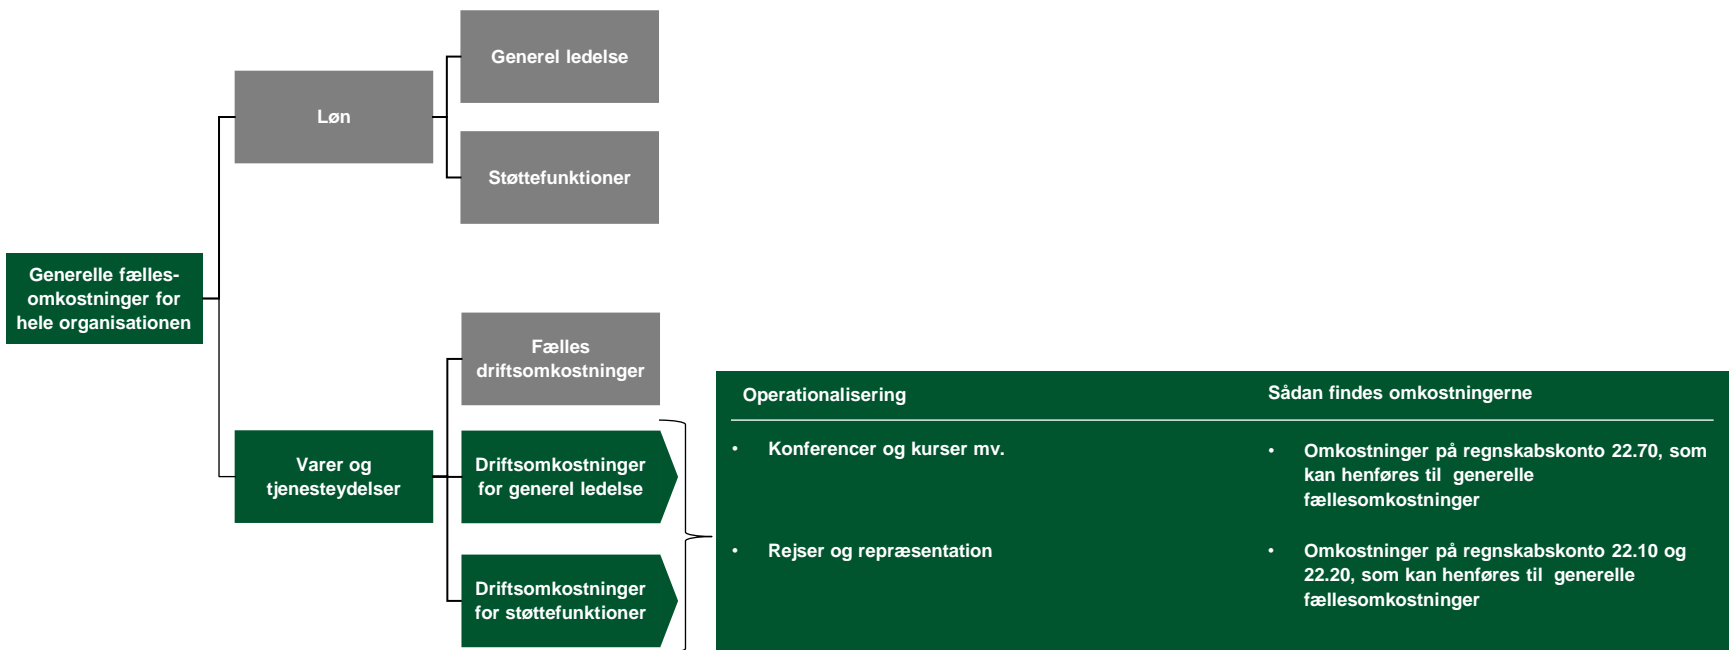 Generel ledelse
Løn
Støttefunktioner
Generelle fælles-
omkostninger for
hele organisationen
Fælles
driftsomkostninger
Varer og
tjenesteydelser
Driftsomkostninger
for generel ledelse
Driftsomkostninger
for støttefunktioner
Operationalisering
Sådan findes omkostningerne
• Konferencer og kurser mv.
• Omkostninger på regnskabskonto 22.70, som
kan henføres til  generelle
fællesomkostninger
• Rejser og repræsentation
• Omkostninger på regnskabskonto 22.10 og
22.20, som kan henføres til  generelle
fællesomkostninger